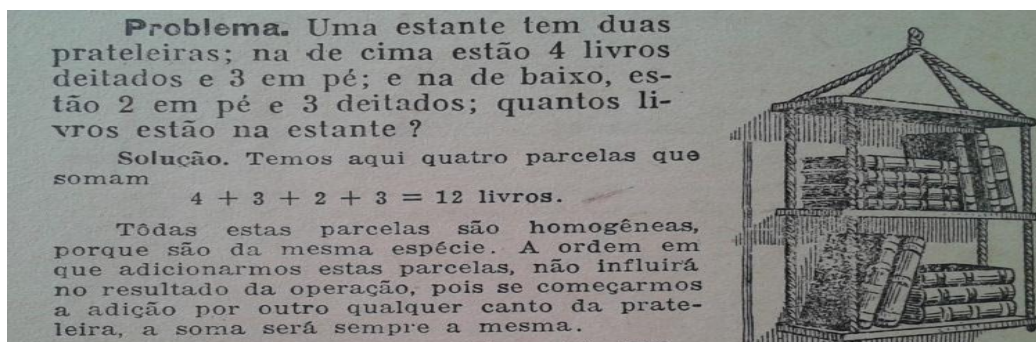 Problema. Uma estante tem duas
prateleiras; na de cima estão 4 livros
deitados e 3 em pé; e na de baixo, es-
tão 2 em pé e 3 deitados; quantos li-
vros estão na estante ?
Solução. Temos aqui quatro parcelas que
somam
4 + 3 + 2 + 3 = 12 livros.
Tôdas estas parcelas são homogêneas,
porque são da mesma espécie. A ordem em
que adicionarmos estas parcelas, não influirá
no resultado da operação, pois se começarmos
a adição por outro qualquer canto da prate-
leira, a soma será sempre a mesma.